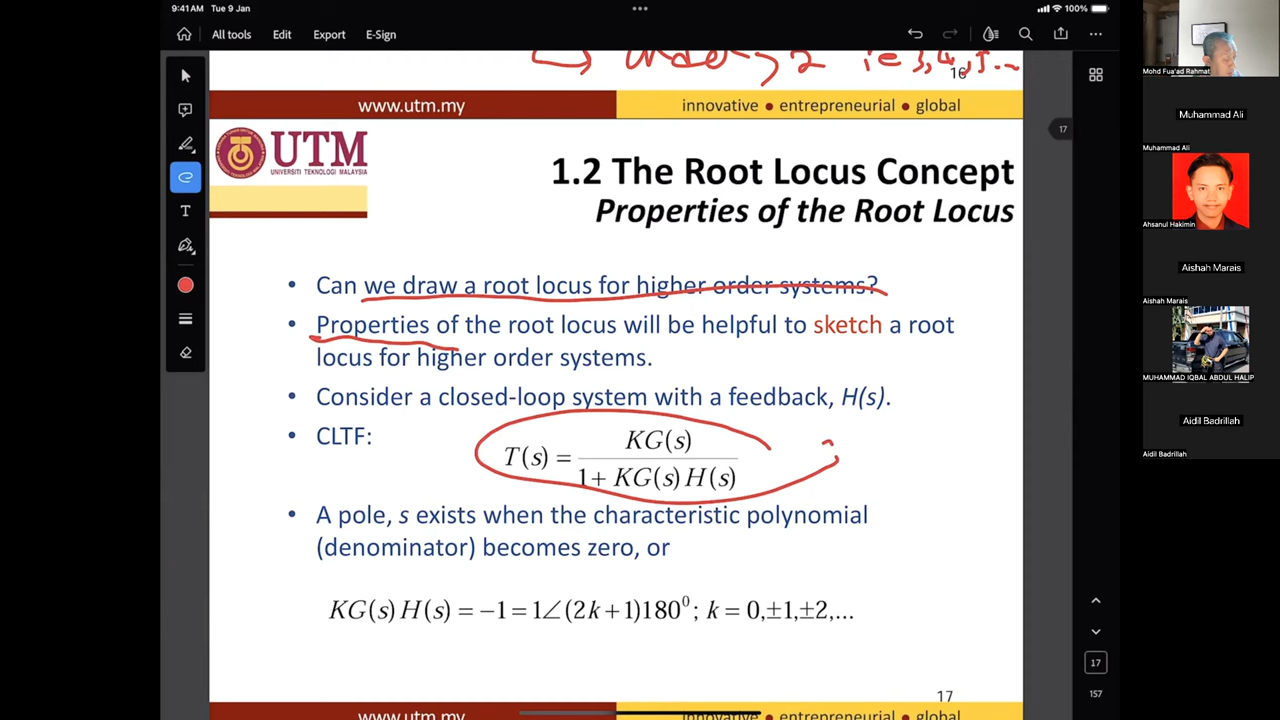 9:41 AM Tue 9 Jan
100%
All tools Edit Export E-Sign
16
www.utm.my innovative • entrepreneurial • global
17
UTM
UNIVERSITI TEKNOLOGI MALAYSIA
1.2 The Root Locus Concept
Properties of the Root Locus
• Can we draw a root locus for higher order systems?
• Properties of the root locus will be helpful to sketch a root
locus for higher order systems.
• Consider a closed-loop system with a feedback, H(s).
• CLTF:
T(s) = KG(s) / 1+ KG(s) H(s)
• A pole, s exists when the characteristic polynomial
(denominator) becomes zero, or
KG(s) H(s) = −1 = 1∠(2k+1)180⁰; k = 0,±1,±2,...
17
www.utm.my innovative • entrepreneurial • global
17
157
Mohd Fua'ad Rahmat
Muhammad Ali
Muhammad Ali
Ahsanul Hakimin
Aishah Marais
Aishah Marais
MUHAMMAD IQBAL ABDUL HALIP
Aidil Badrillah
Aidil Badrillah